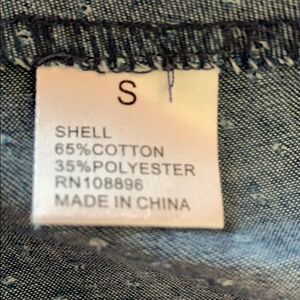 S
SHELL
65%COTTON
35%POLYESTER
RN108896
MADE IN CHINA